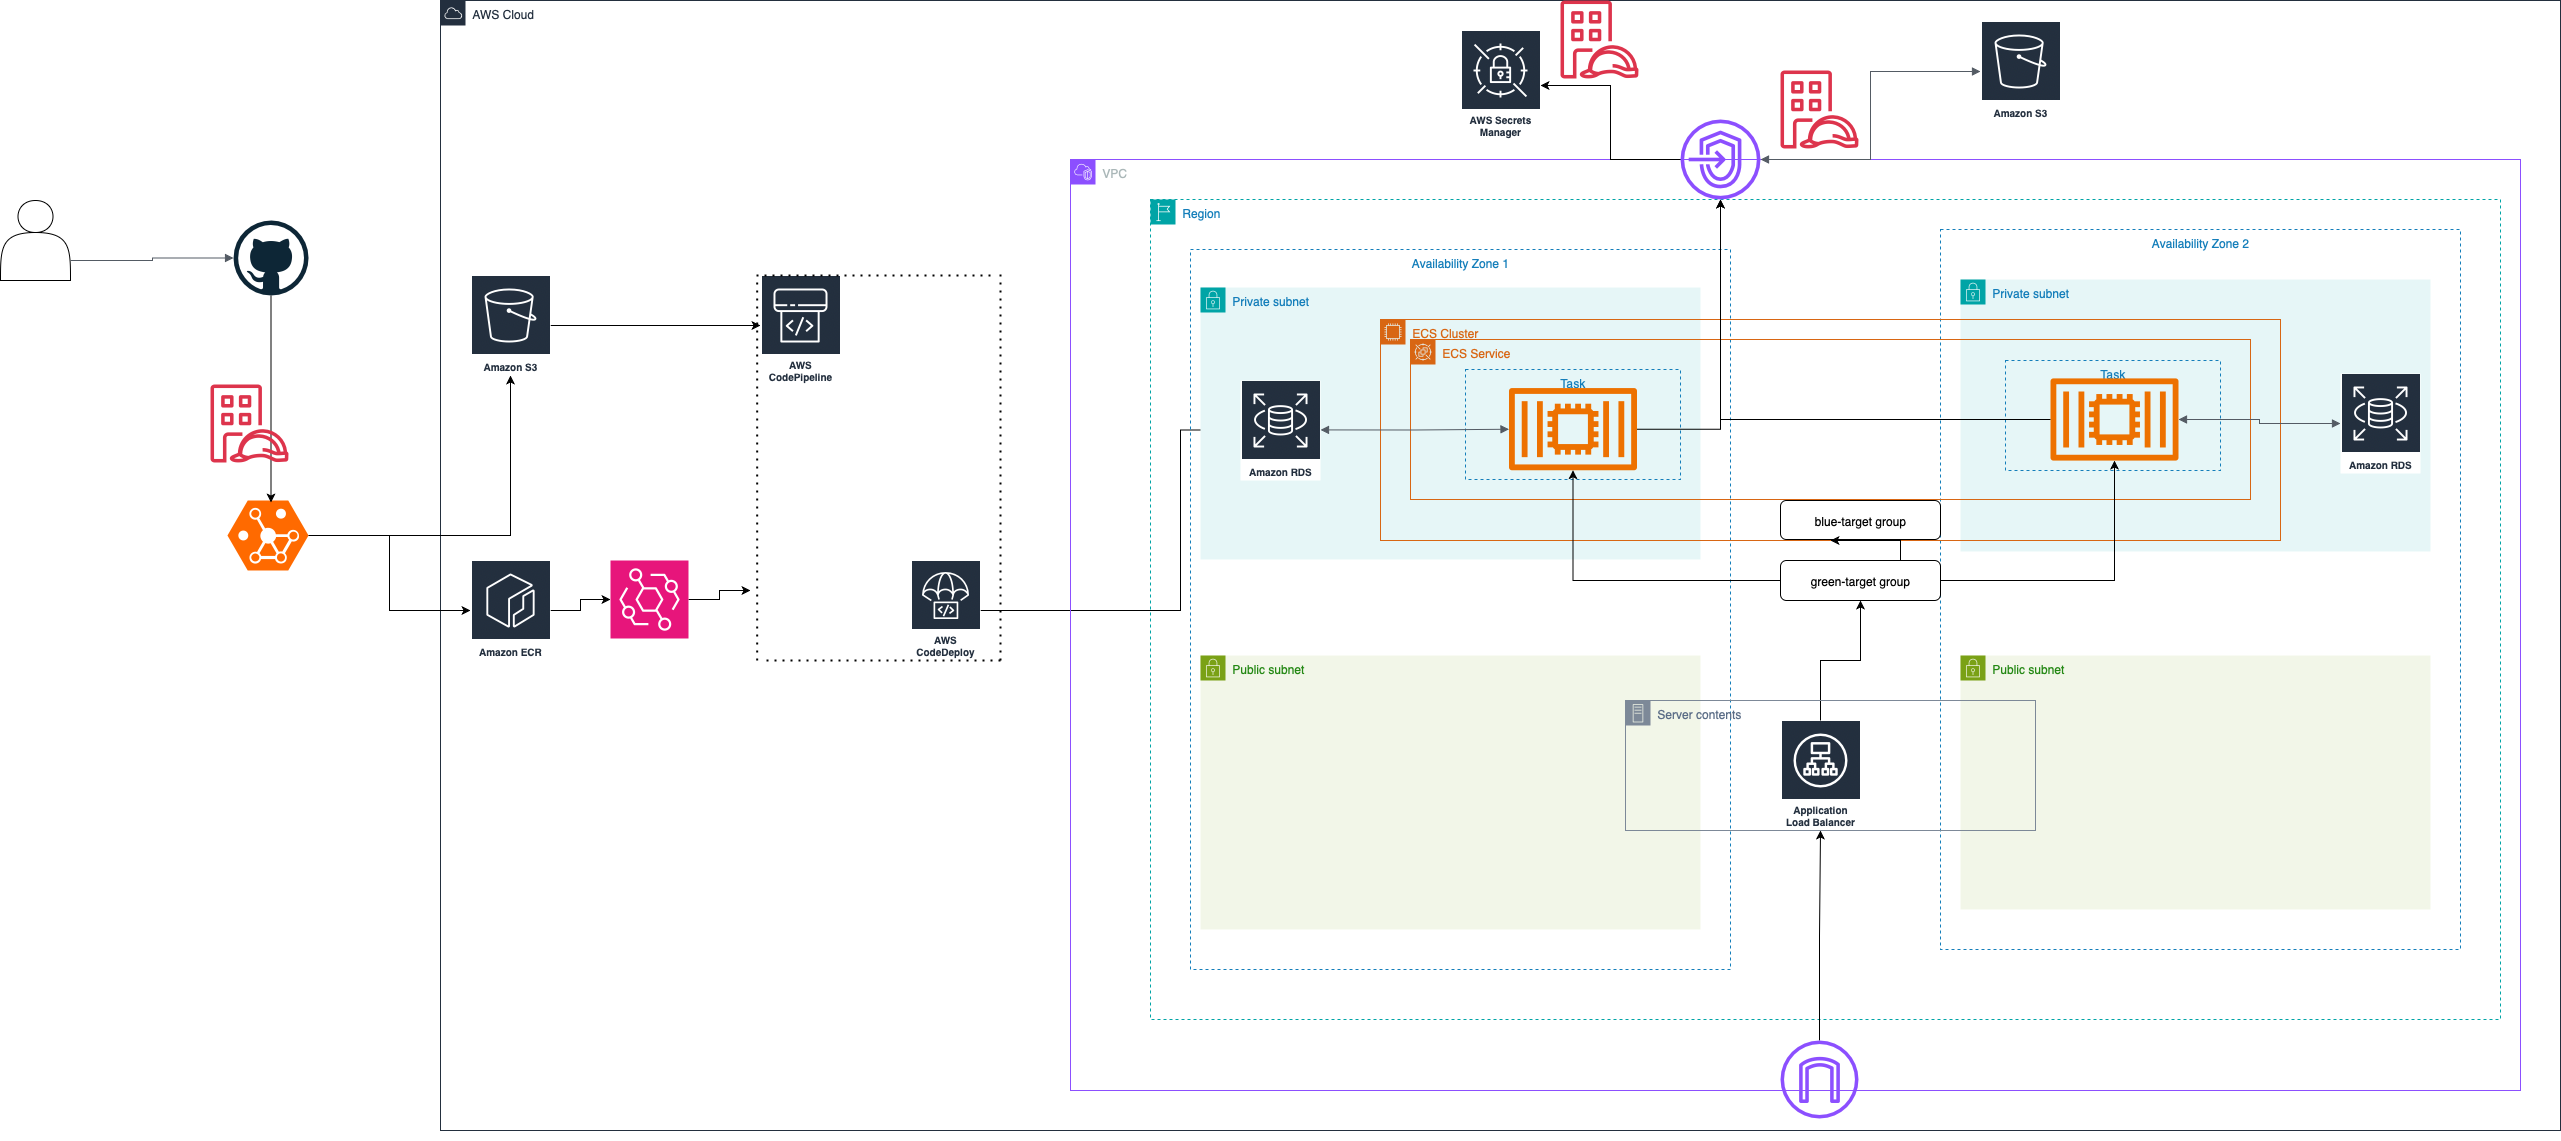 AWS Cloud
AWS Secrets
Manager
Amazon S3
VPC
Region
Availability Zone 1
Availability Zone 2
Private subnet
Private subnet
ECS Cluster
ECS Service
Task
Task
Amazon S3
AWS
CodePipeline
Amazon RDS
Amazon RDS
blue-target group
green-target group
Amazon ECR
AWS
CodeDeploy
Public subnet
Public subnet
Server contents
Application
Load Balancer